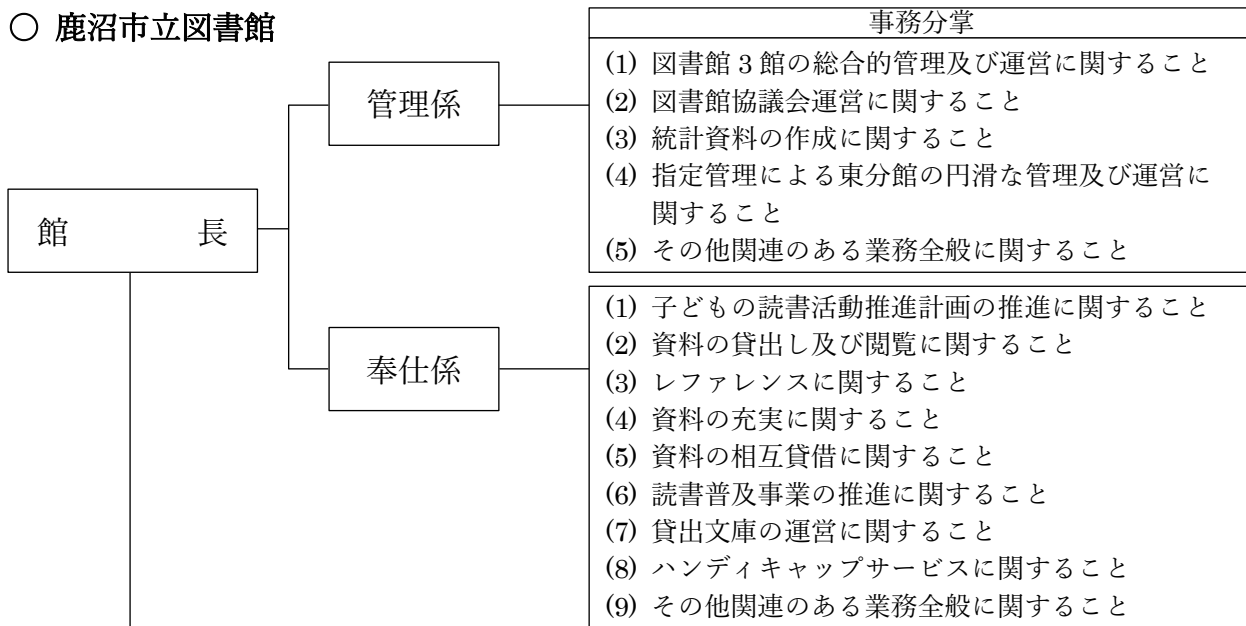 ○ 鹿沼市立図書館
事務分掌
館　　　長
管理係
(1) 図書館 3 館の総合的管理及び運営に関すること
(2) 図書館協議会運営に関すること
(3) 統計資料の作成に関すること
(4) 指定管理による東分館の円滑な管理及び運営に
関すること
(5) その他関連のある業務全般に関すること
奉仕係
(1) 子どもの読書活動推進計画の推進に関すること
(2) 資料の貸出し及び閲覧に関すること
(3) レファレンスに関すること
(4) 資料の充実に関すること
(5) 資料の相互貸借に関すること
(6) 読書普及事業の推進に関すること
(7) 貸出文庫の運営に関すること
(8) ハンディキャップサービスに関すること
(9) その他関連のある業務全般に関すること